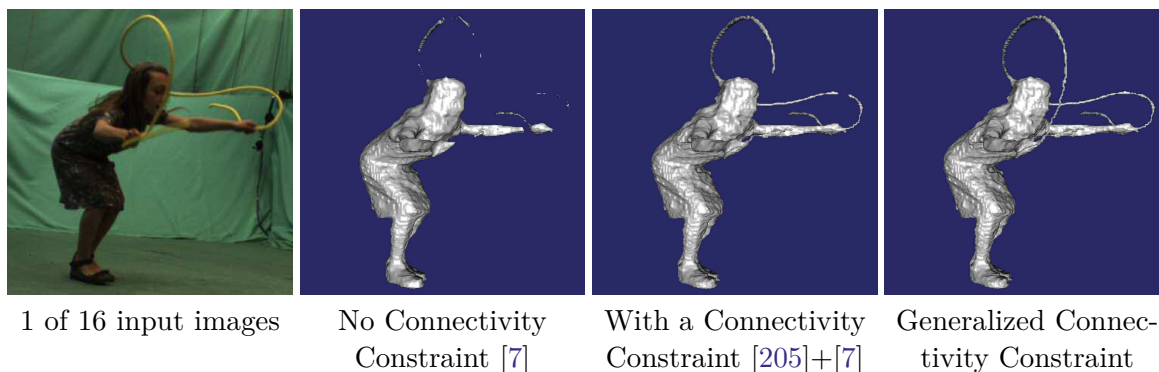 1 of 16 input images
No Connectivity
Constraint [7]
With a Connectivity
Constraint [205]+[7]
Generalized Connec-
tivity Constraint